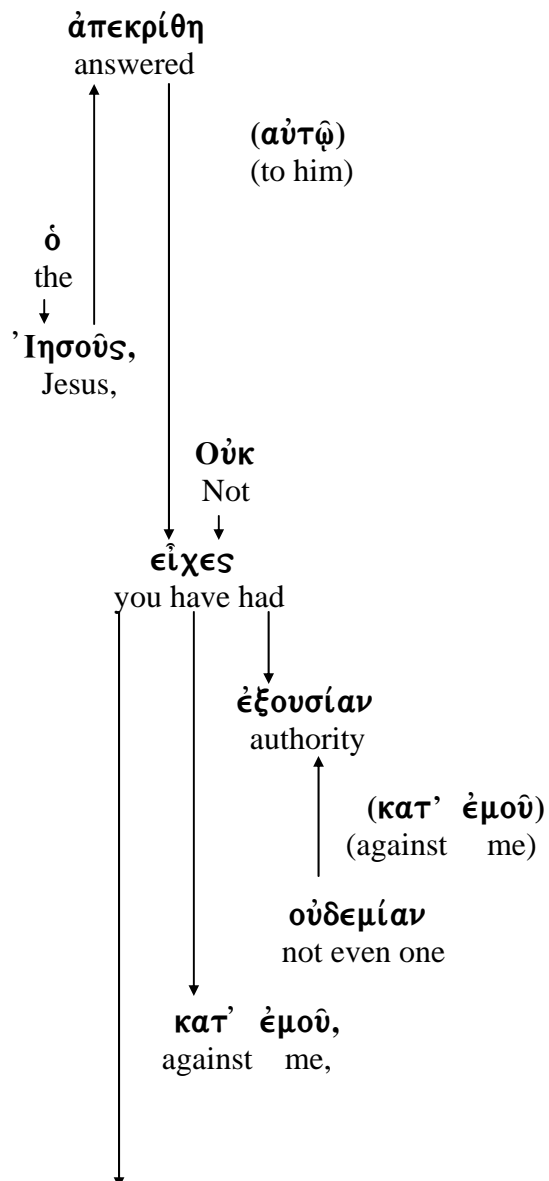 ἀπεκρίθη
answered
(αὐτῷ)
(to him)
ὁ
the
Ἰησοῦς,
Jesus,
Οὐκ
Not
εἶχες
you have had
ἐξουσίαν
authority
(κατ’ ἐμοῦ)
(against me)
οὐδεμίαν
not even one
κατ’ ἐμοῦ,
against me,